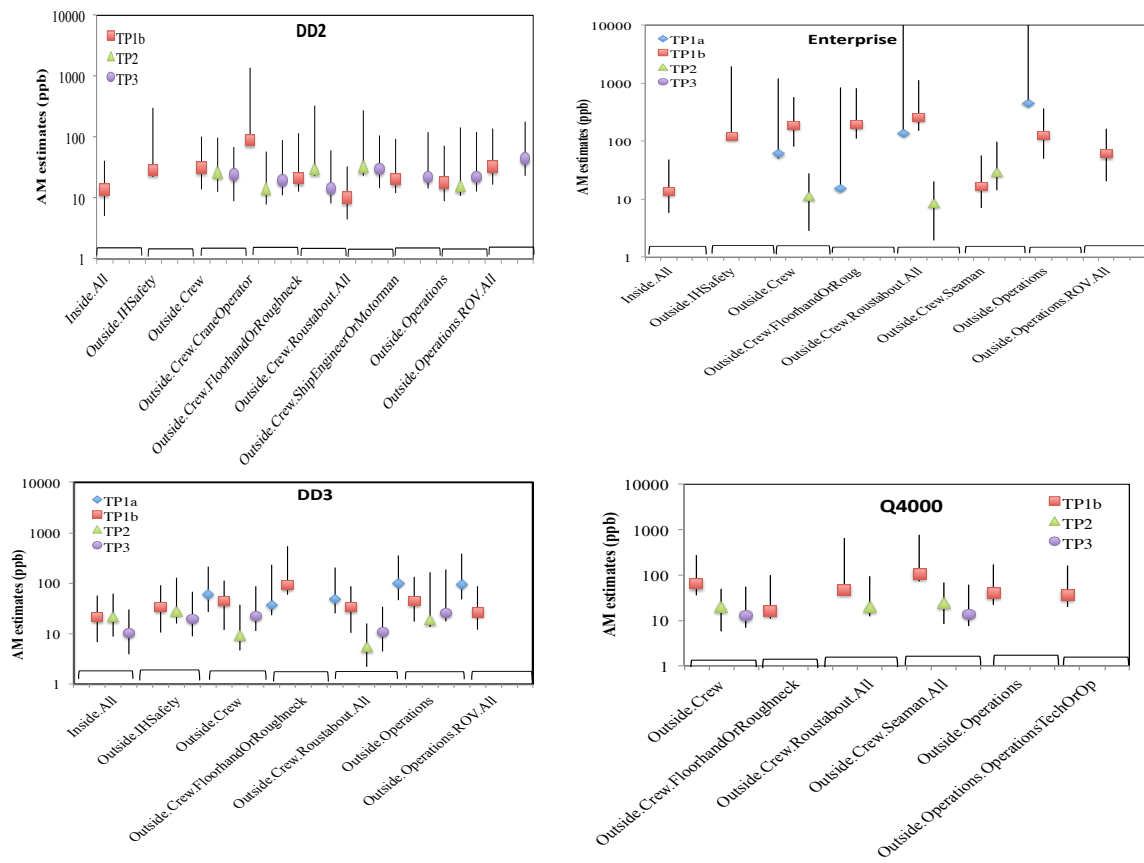 DD2
10000
1000
100
10
1
AM estimates (ppb)
TP1b
TP2
TP3
Inside.All
Outside.IHSafety
Outside.Crew
Outside.Crew.CraneOperator
Outside.Crew.FloorhandOrRoughneck
Outside.Crew.Roustabout.All
Outside.Crew.ShipEngineerOrMotorman
Outside.Operations
Outside.Operations.ROV.All
Enterprise
10000
1000
100
10
1
AM estimates (ppb)
TP1a
TP1b
TP2
TP3
Inside.All
Outside.IHSafety
Outside.Crew
Outside.Crew.FloorhandOrRoug
Outside.Crew.Roustabout.All
Outside.Crew.Seaman
Outside.Operations
Outside.Operations.ROV.All
DD3
10000
1000
100
10
1
AM estimates (ppb)
TP1a
TP1b
TP2
TP3
Inside.All
Outside.IHSafety
Outside.Crew
Outside.Crew.FloorhandOrRoughneck
Outside.Crew.Roustabout.All
Outside.Operations
Outside.Operations.ROV.All
Q4000
10000
1000
100
10
1
AM estimates (ppb)
TP1b
TP2
TP3
Outside.Crew
Outside.Crew.FloorhandOrRoughneck
Outside.Crew.Roustabout.All
Outside.Crew.Seaman.All
Outside.Operations
Outside.Operations.OperationsTechOrOp